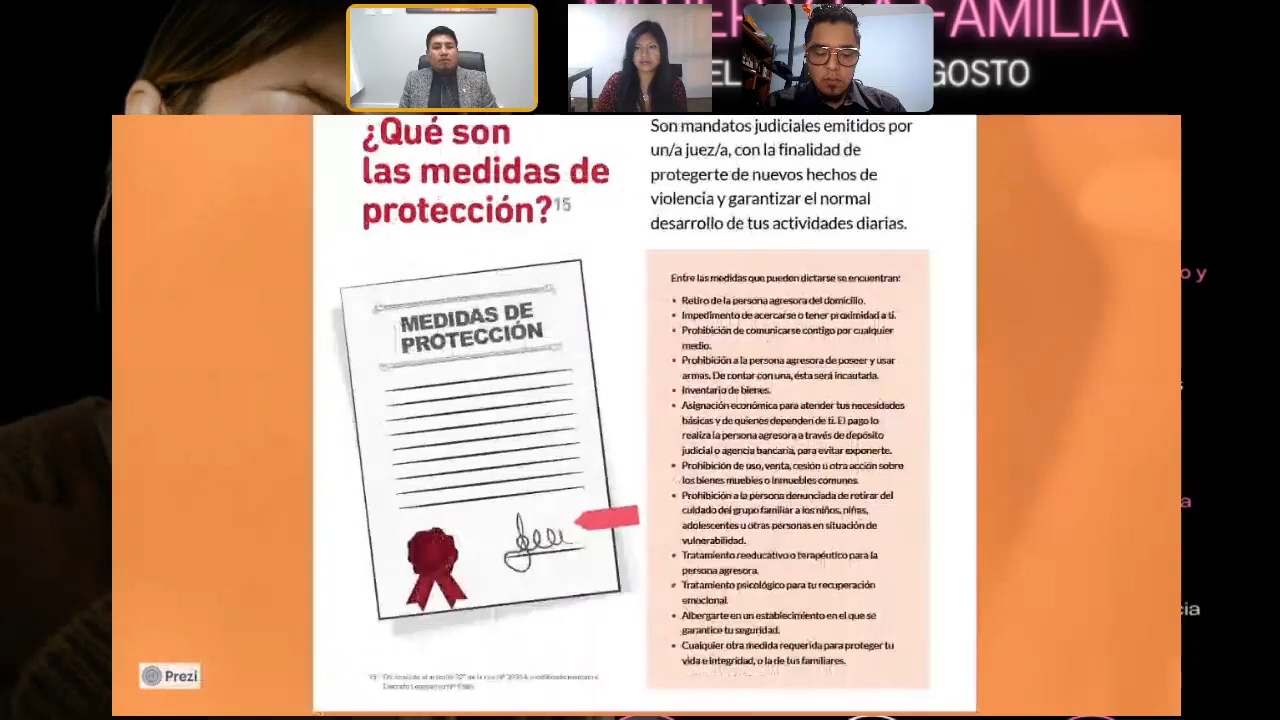 FAMILIA
EL
GOSTO
¿Qué son
las medidas de
protección?15
Son mandatos judiciales emitidos por
un/a juez/a, con la finalidad de
protegerte de nuevos hechos de
violencia y garantizar el normal
desarrollo de tus actividades diarias.
MEDIDAS DE
PROTECCIÓN
Entre las medidas que pueden dictarse se encuentran:
• Retiro de la persona agresora del domicilio.
• Impedimento de acercarse o tener proximidad a ti.
• Prohibición de comunicarse contigo por cualquier
medio.
• Prohibición a la persona agresora de poseer y usar
armas. De contar con una, ésta será incautada.
• Inventario de bienes.
• Asignación económica para atender tus necesidades
básicas y de quienes dependen de ti. El pago lo
realiza la persona agresora a través de depósito
judicial o agencia bancaria, para evitar exponerte.
• Prohibición de uso, venta, cesión u otra acción sobre
los bienes muebles o inmuebles comunes.
• Prohibición a la persona denunciada de retirar del
cuidado del grupo familiar a los niños, niñas,
adolescentes u otras personas en situación de
vulnerabilidad.
• Tratamiento reeducativo o terapéutico para la
persona agresora.
• Tratamiento psicológico para tu recuperación
emocional.
• Albergarte en un establecimiento en el que se
garantice tu seguridad.
• Cualquier otra medida requerida para proteger tu
vida e integridad, o la de tus familiares.
Prezi